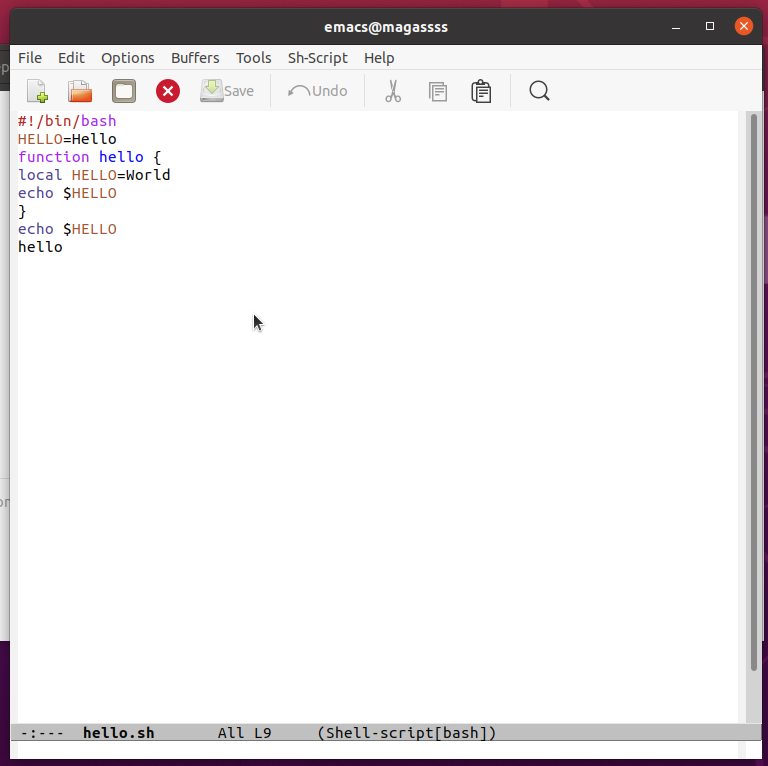 emacs@magassss
File Edit Options Buffers Tools Sh-Script Help
Save Undo
#!/bin/bash
HELLO=Hello
function hello {
local HELLO=World
echo $HELLO
}
echo $HELLO
hello
-:--- hello.sh All L9 (Shell-script[bash])